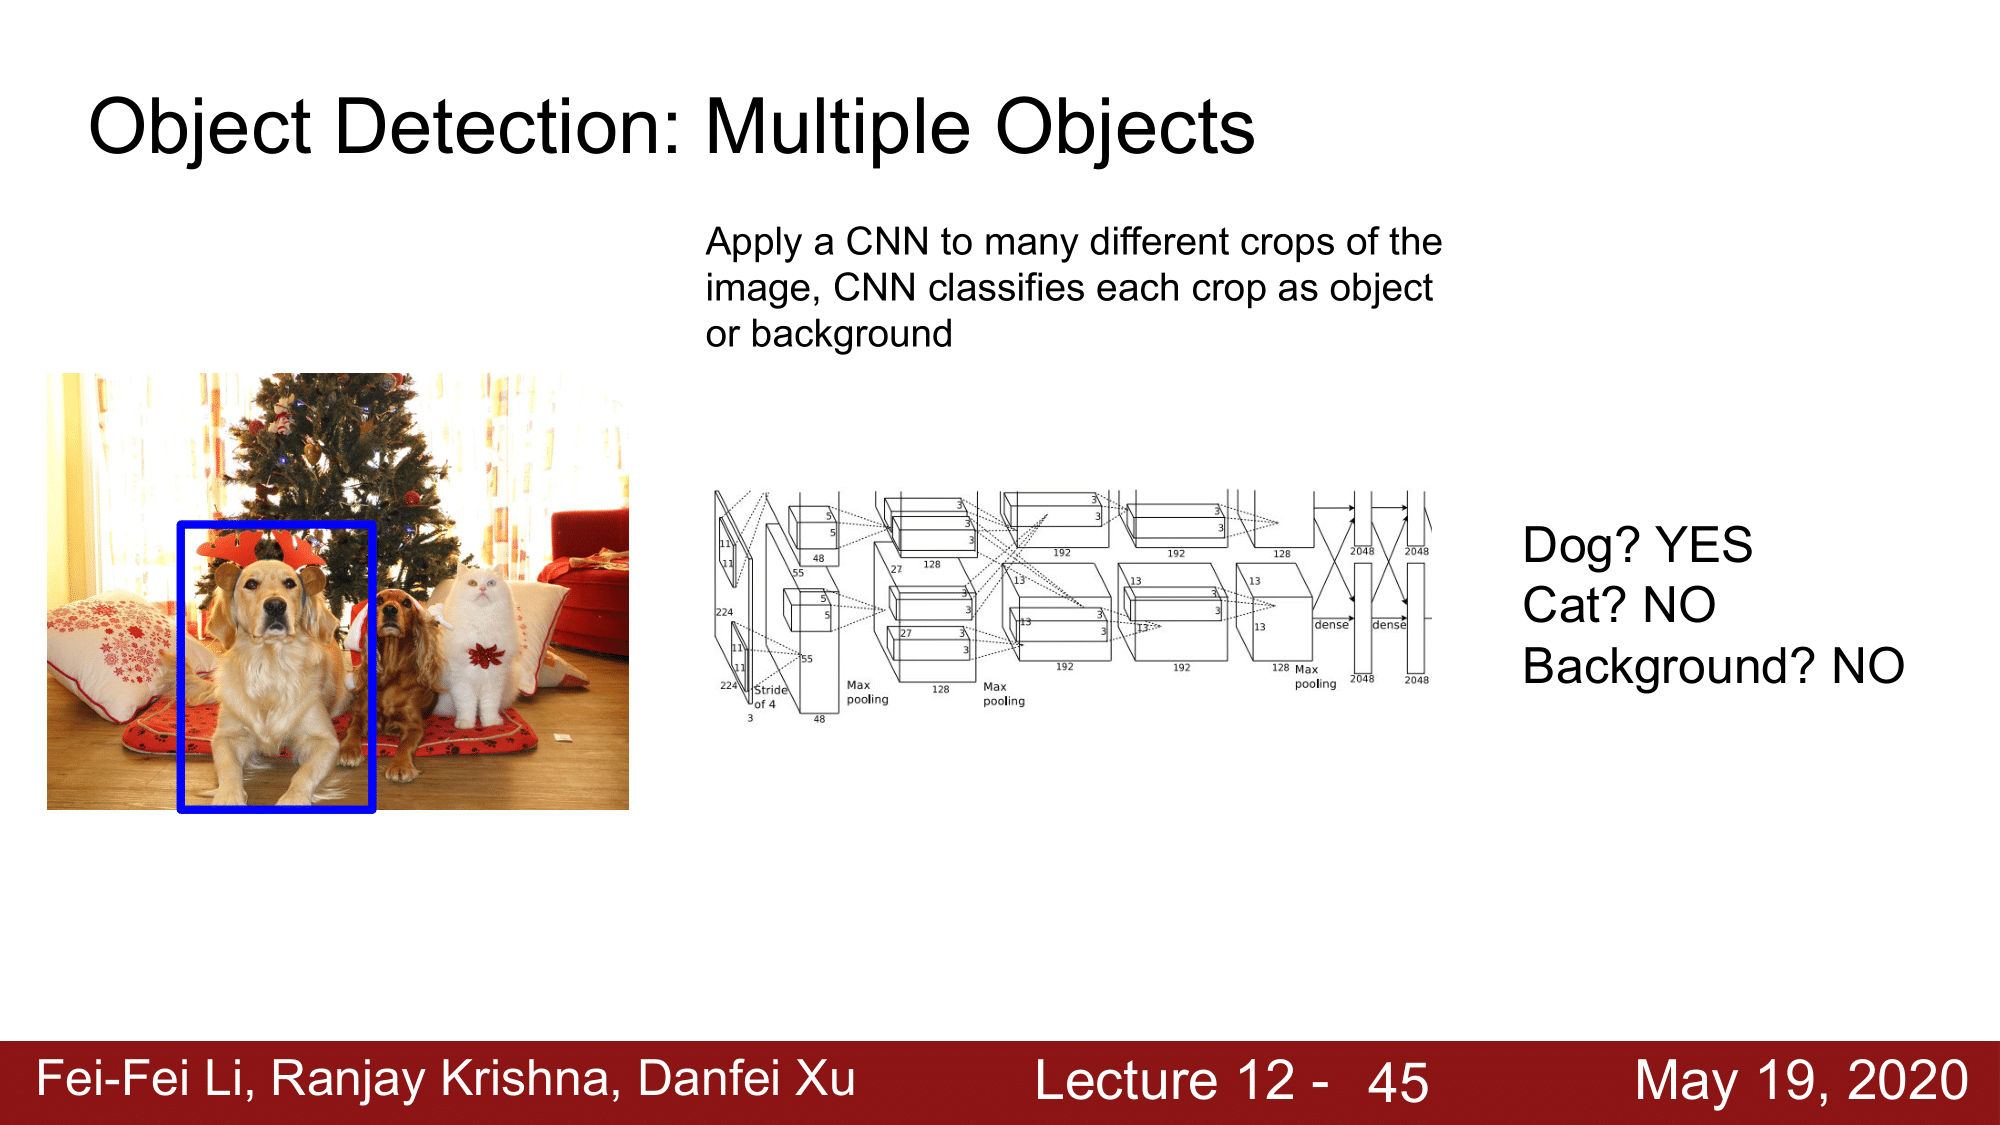 Object Detection: Multiple Objects
Apply a CNN to many different crops of the
image, CNN classifies each crop as object
or background
5
5
48
55
11
11
224
5
5
11
11
55
224
Stride
of 4
3
48
Max
pooling
3
3
3
128
27
3
3
27
3
3
128
Max
pooling
3
3
192
13
3
3
13
192
3
3
192
13
3
3
13
192
128
13
13
128
Max
pooling
dense
dense
2048
2048
2048
2048
Dog? YES
Cat? NO
Background? NO
Fei-Fei Li, Ranjay Krishna, Danfei Xu
Lecture 12 - 45
May 19, 2020